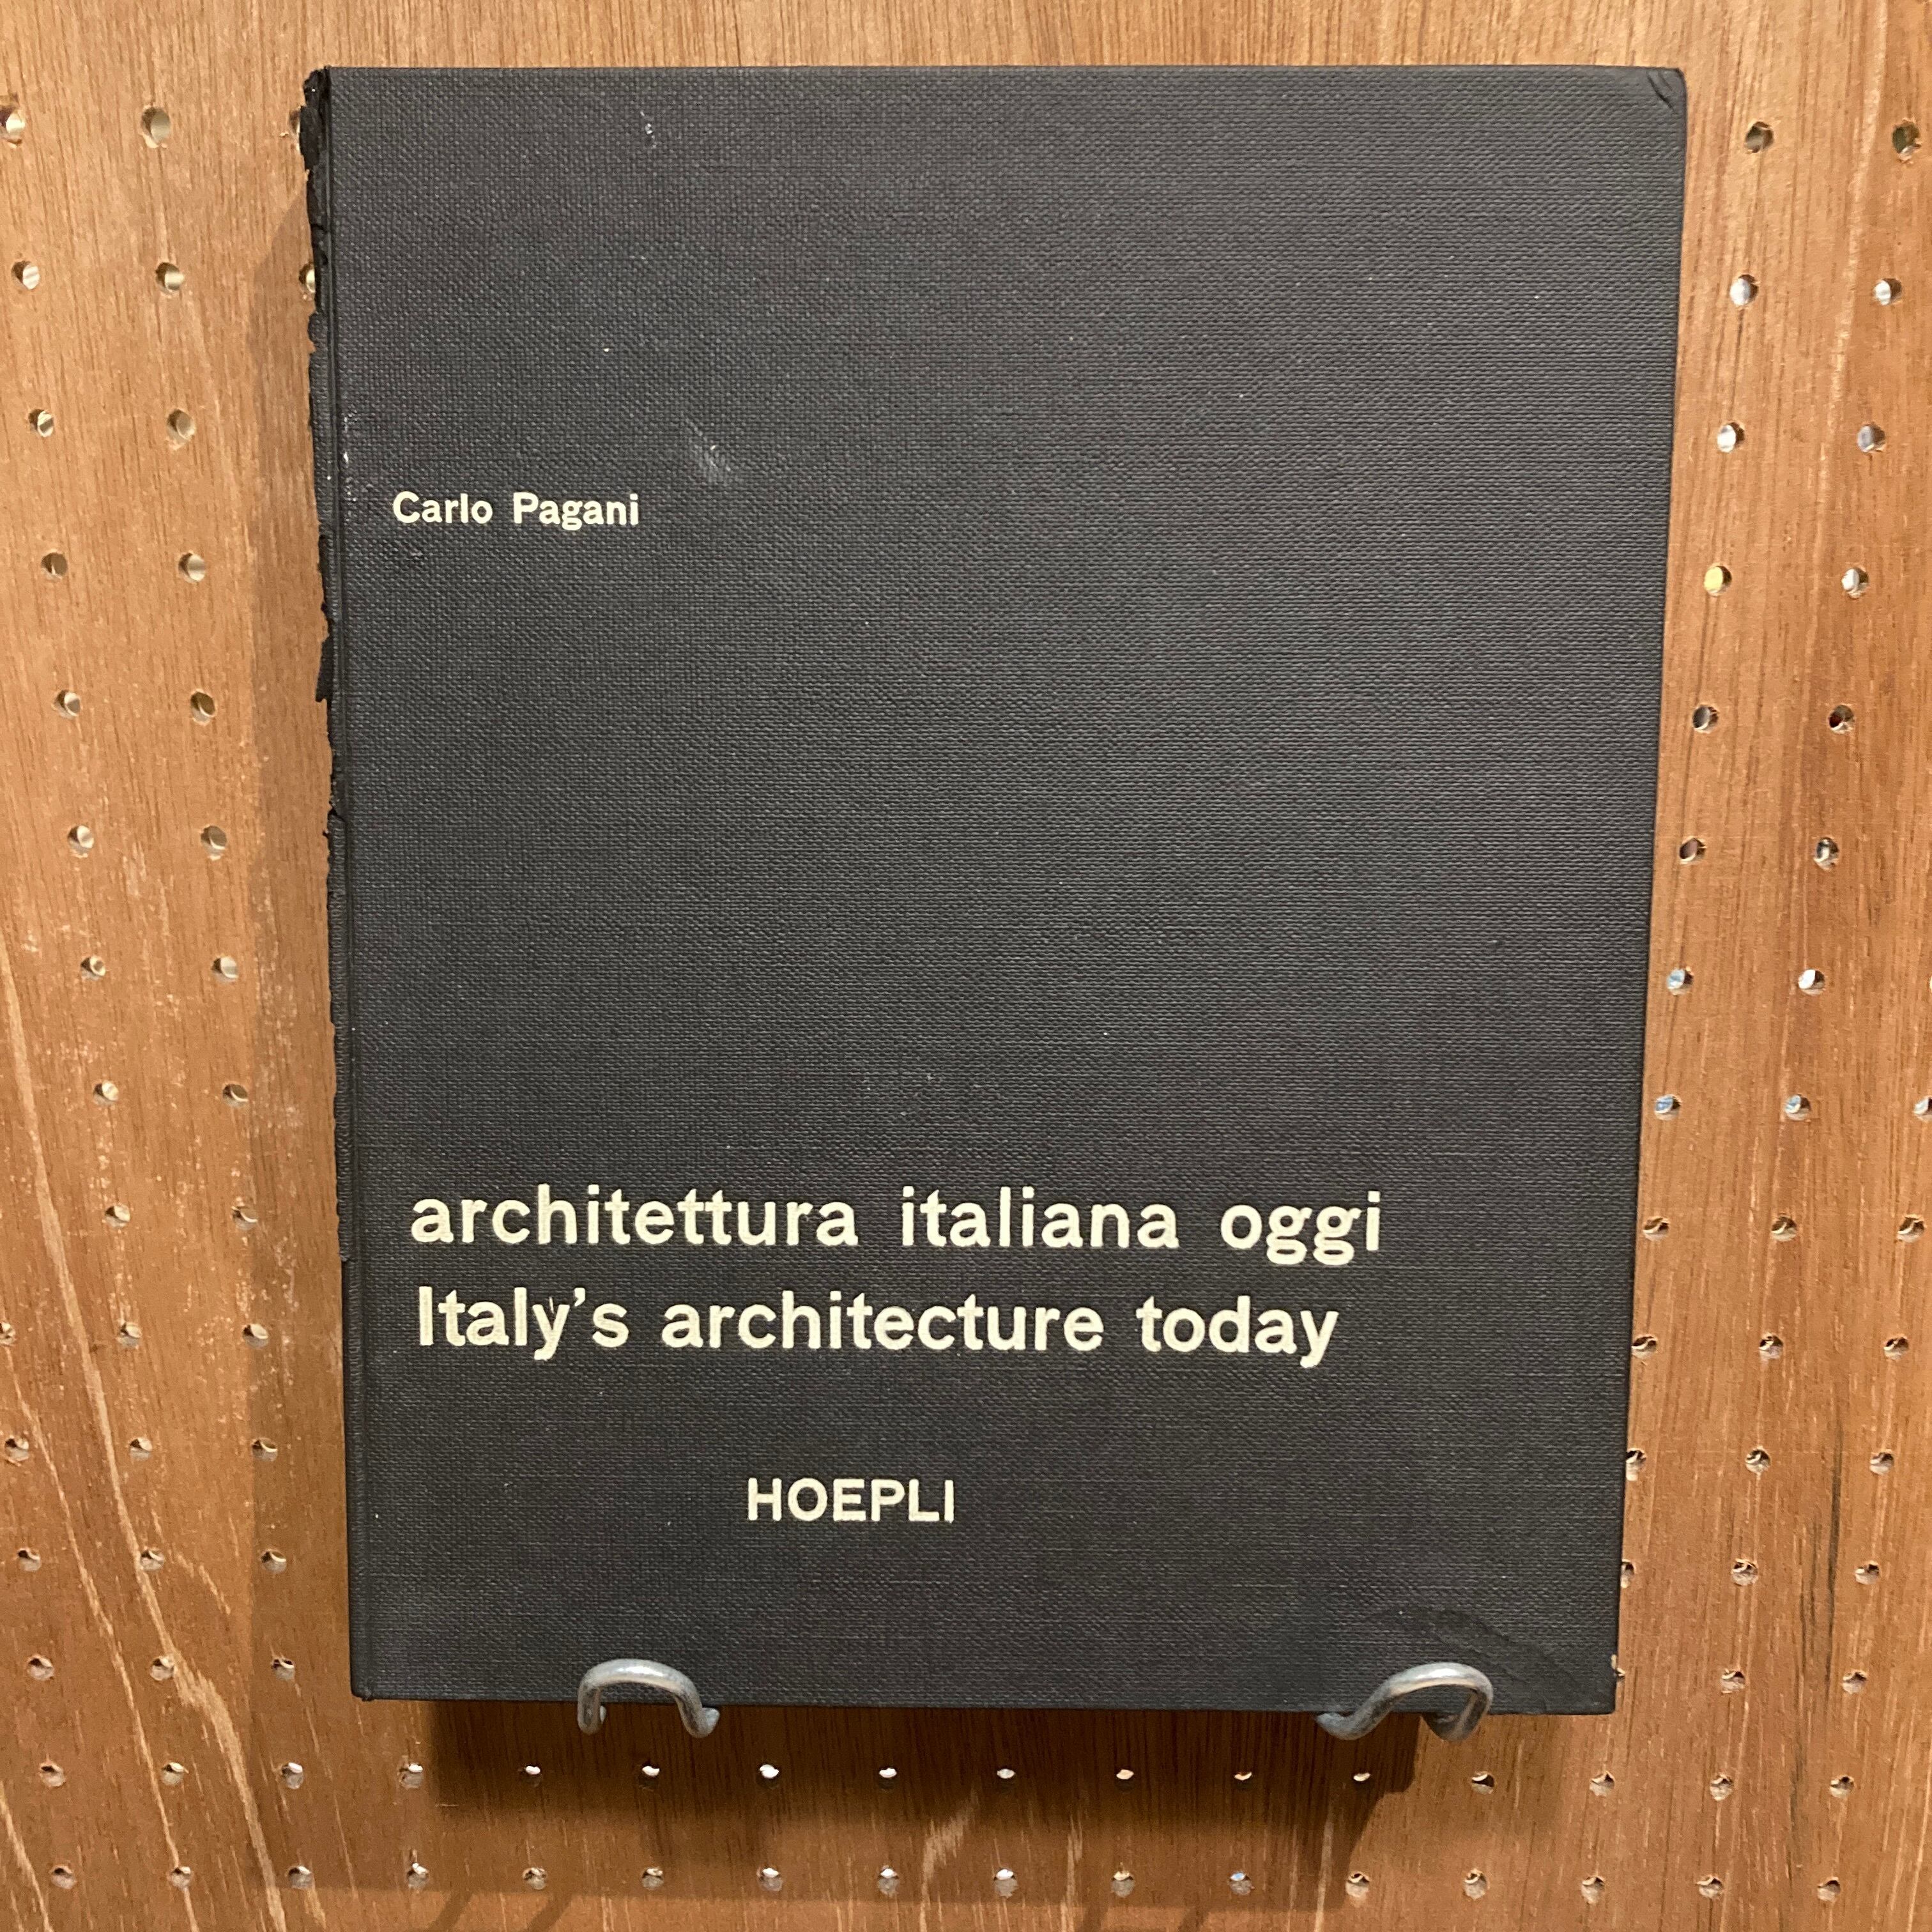 Carlo Pagani
architettura italiana oggi
Italy's architecture today
HOEPLI